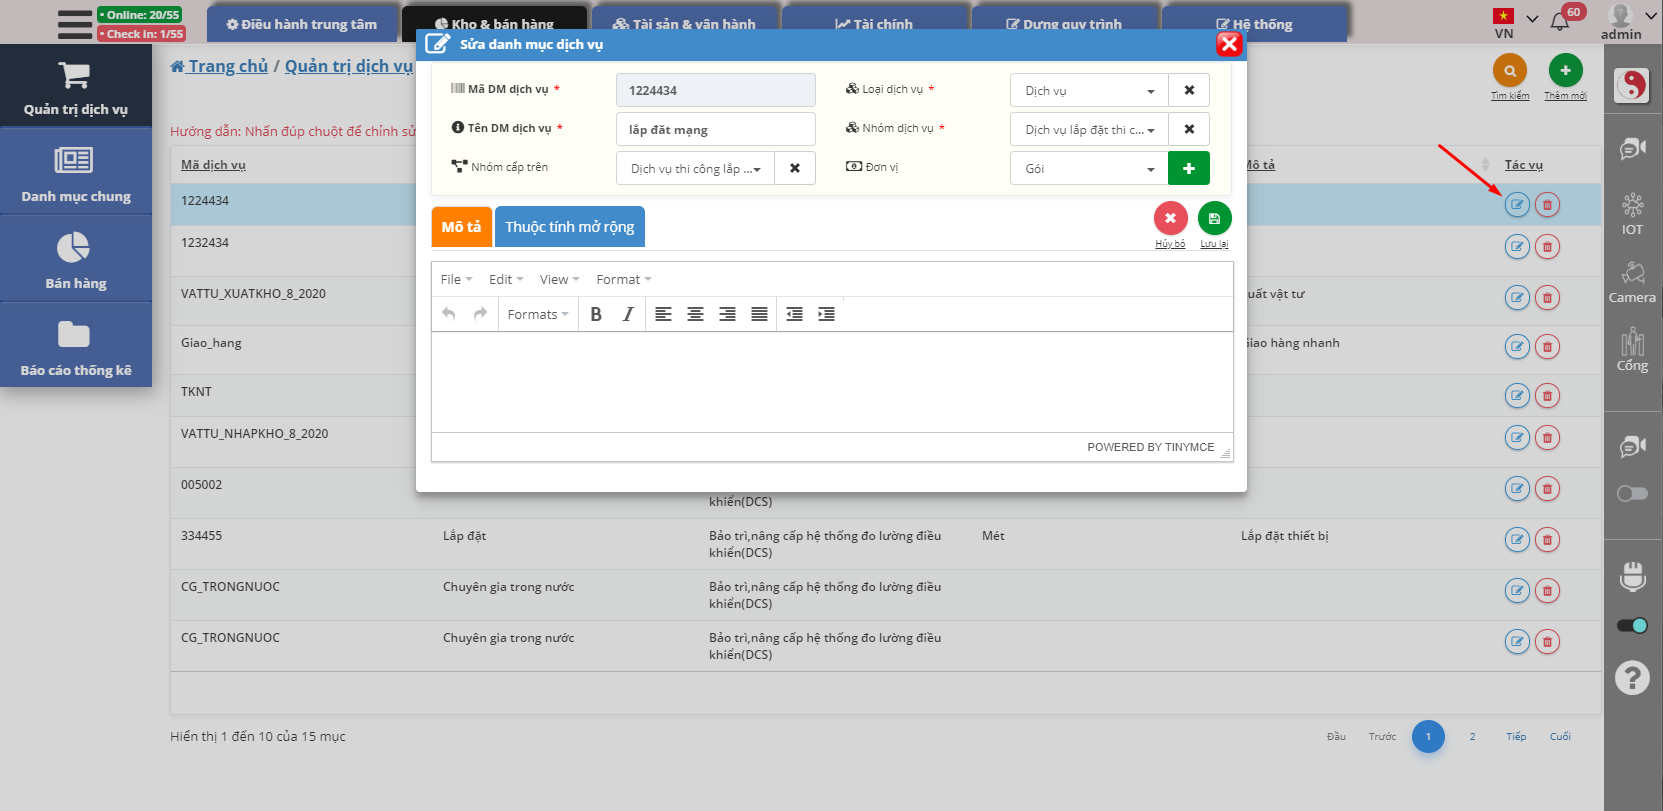 • Online: 20/55
• Check in: 1/55
Điều hành trung tâm
Kho & bán hàng
Tài sản & vận hành
Tài chính
Dựng quy trình
Hệ thống
VN
60
admin
Quản trị dịch vụ
Danh mục chung
Bán hàng
Báo cáo thống kê
Trang chủ / Quản trị dịch vụ
Tìm kiếm
Thêm mới
Hướng dẫn: Nhấn đúp chuột để chỉnh sử
Sửa danh mục dịch vụ
Mã DM dịch vụ *
1224434
Loại dịch vụ *
Dịch vụ
Tên DM dịch vụ *
lắp đăt mạng
Nhóm dịch vụ *
Dịch vụ lắp đặt thi c...
Nhóm cấp trên
Dịch vụ thi công lắp ...
Đơn vị
Gói
Mô tả
Thuộc tính mở rộng
Hủy bỏ
Lưu lại
File
Edit
View
Format
Formats
B
I
POWERED BY TINYMCE
Mã dịch vụ
Mô tả
Tác vụ
1224434
1232434
VATTU_XUATKHO_8_2020
uất vật tư
Giao_hang
iao hàng nhanh
TKNT
VATTU_NHAPKHO_8_2020
005002
khiển(DCS)
334455
Lắp đặt
Bảo trì,nâng cấp hệ thống đo lường điều
khiển(DCS)
Mét
Lắp đặt thiết bị
CG_TRONGNUOC
Chuyên gia trong nước
Bảo trì,nâng cấp hệ thống đo lường điều
khiển(DCS)
CG_TRONGNUOC
Chuyên gia trong nước
Bảo trì,nâng cấp hệ thống đo lường điều
khiển(DCS)
Hiển thị 1 đến 10 của 15 mục
Đầu
Trước
1
2
Tiếp
Cuối
IOT
Camera
Cổng